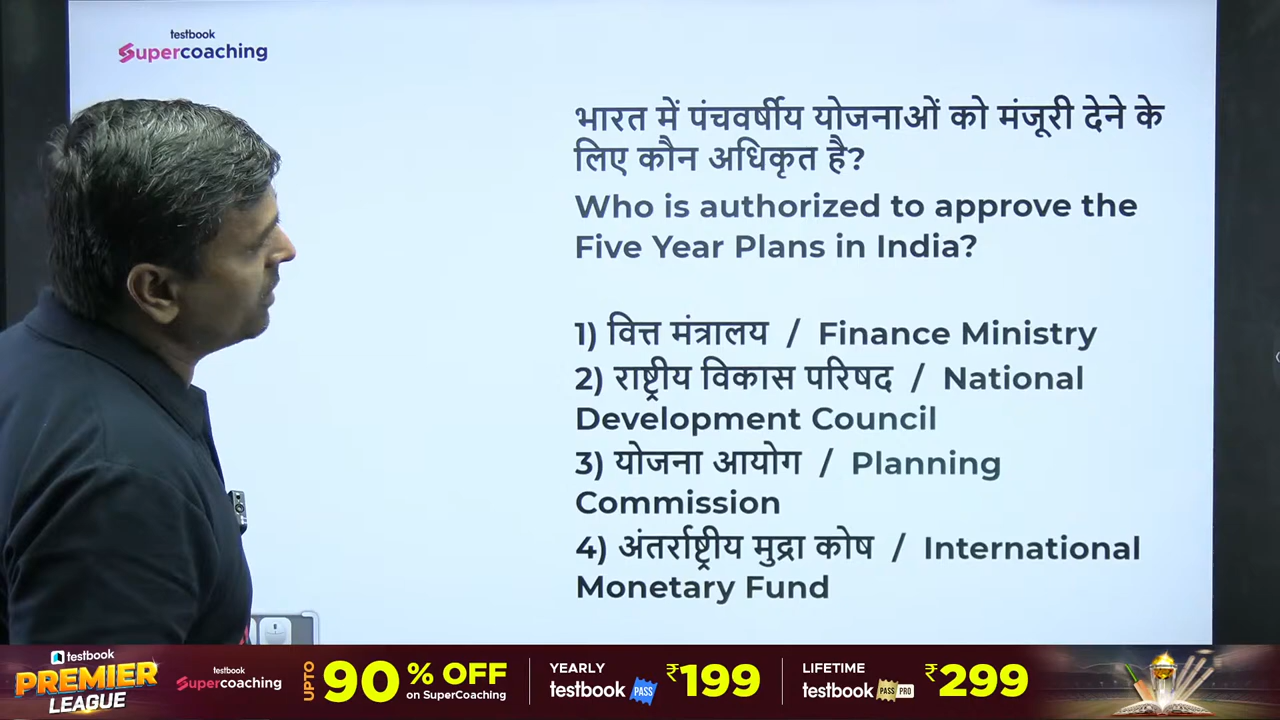 testbook
Supercoaching
भारत में पंचवर्षीय योजनाओं को मंजूरी देने के
लिए कौन अधिकृत है?
Who is authorized to approve the
Five Year Plans in India?
1) वित्त मंत्रालय / Finance Ministry
2) राष्ट्रीय विकास परिषद / National
Development Council
3) योजना आयोग / Planning
Commission
4) अंतर्राष्ट्रीय मुद्रा कोष / International
Monetary Fund
testbook
PREMIER
LEAGUE
testbook
Supercoaching
UPTO
90 % OFF
on SuperCoaching
YEARLY
testbook PASS
₹199
LIFETIME
testbook PASS PRO
₹299